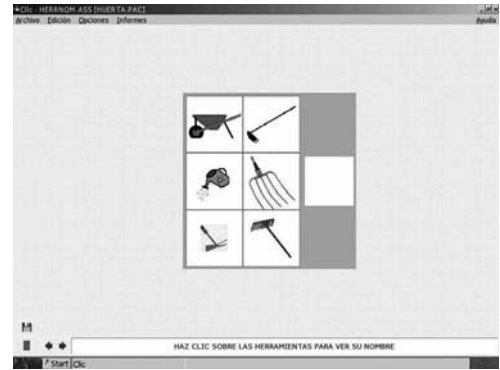 Clic - HERRNOM.ASS [HUERTA.PAC]
Archivo Edición Opciones Informes Ayuda
HAZ CLIC SOBRE LAS HERRAMIENTAS PARA VER SU NOMBRE
Start Clic